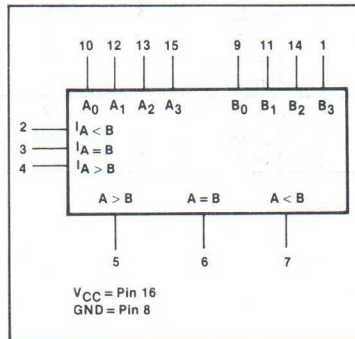 10 12 13 15 9 11 14 1
A0 A1 A2 A3 B0 B1 B2 B3
2 IA < B
3 IA = B
4 IA > B
A > B A = B A < B
5 6 7
VCC = Pin 16
GND = Pin 8